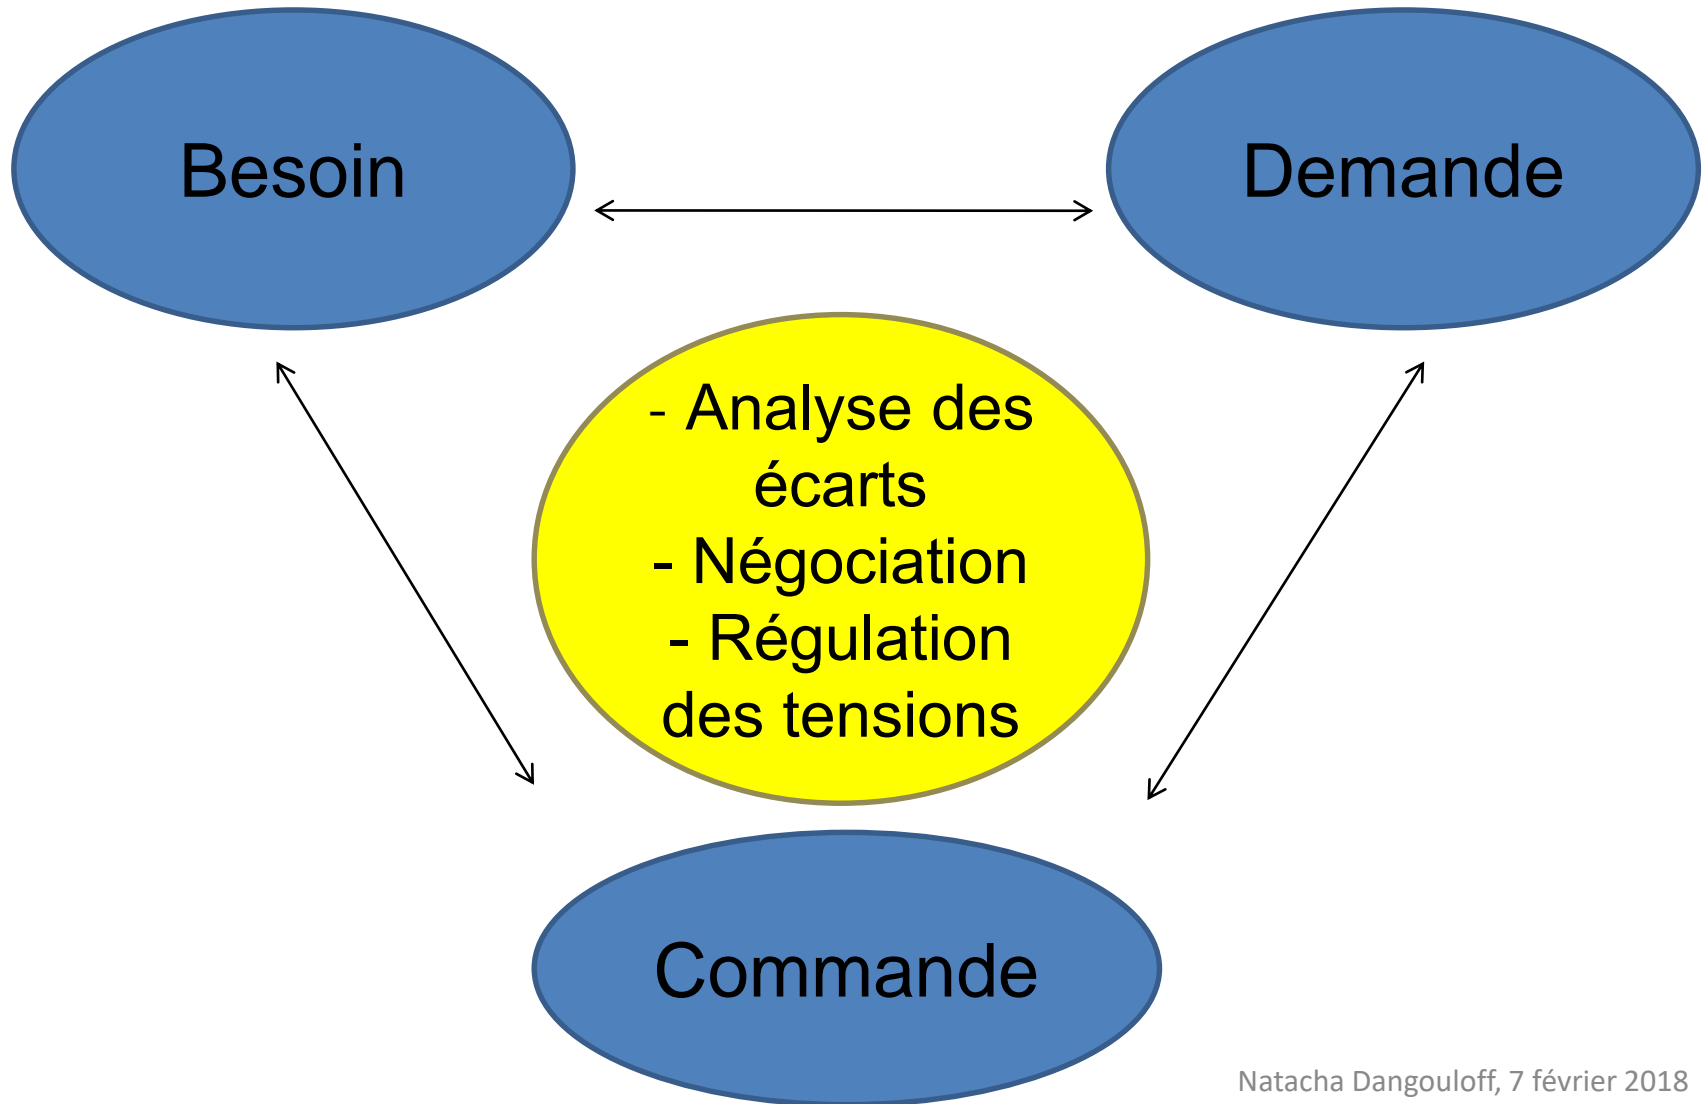 Besoin
Demande
- Analyse des
écarts
- Négociation
- Régulation
des tensions
Commande
Natacha Dangouloff, 7 février 2018